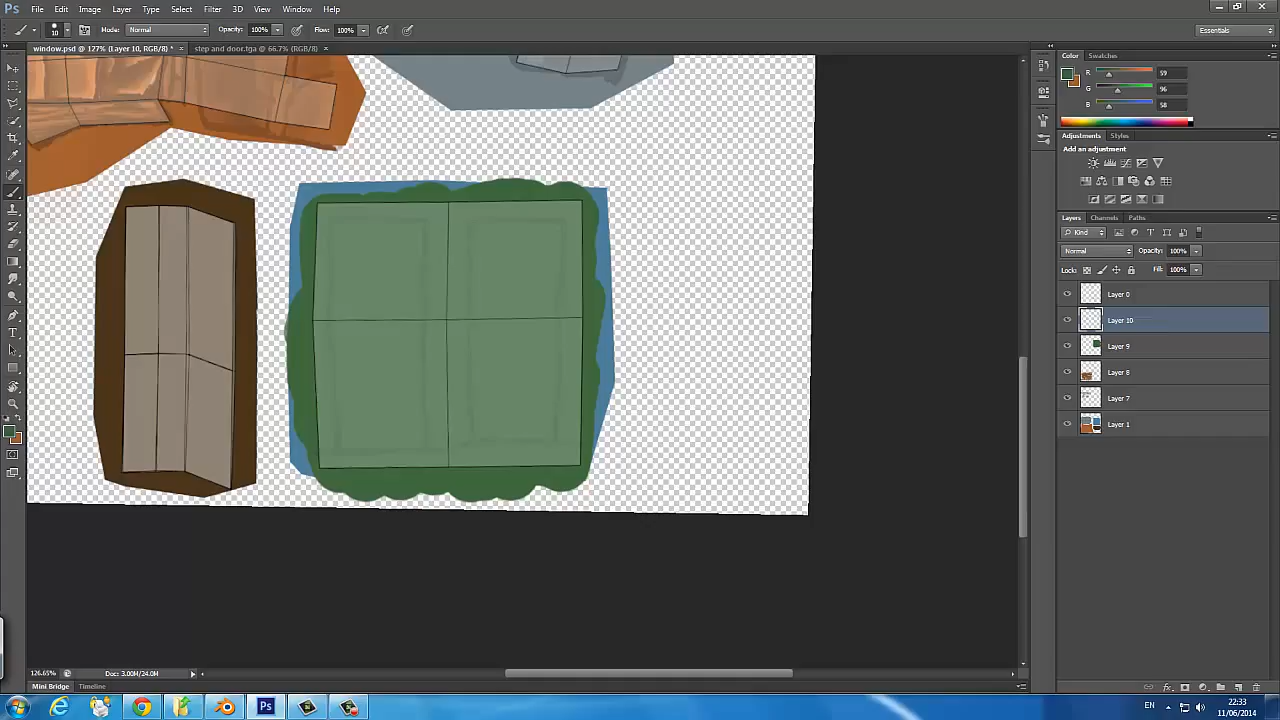 Ps File Edit Image Layer Type Select Filter 3D View Window Help
10 Mode: Normal Opacity: 100% Flow: 100% Essentials
window.psd @ 127% (Layer 10, RGB/8) * × step and door.tga @ 66.7% (RGB/8) ×
Color Swatches
R 59
G 96
B 58
Adjustments Styles
Add an adjustment
Layers Channels Paths
Kind
Normal Opacity: 100%
Lock: Fill: 100%
Layer 0
Layer 10
Layer 9
Layer 8
Layer 7
Layer 1
126.65% Doc: 3.00M/24.0M
Mini Bridge Timeline
Ps EN 22:33
11/06/2014